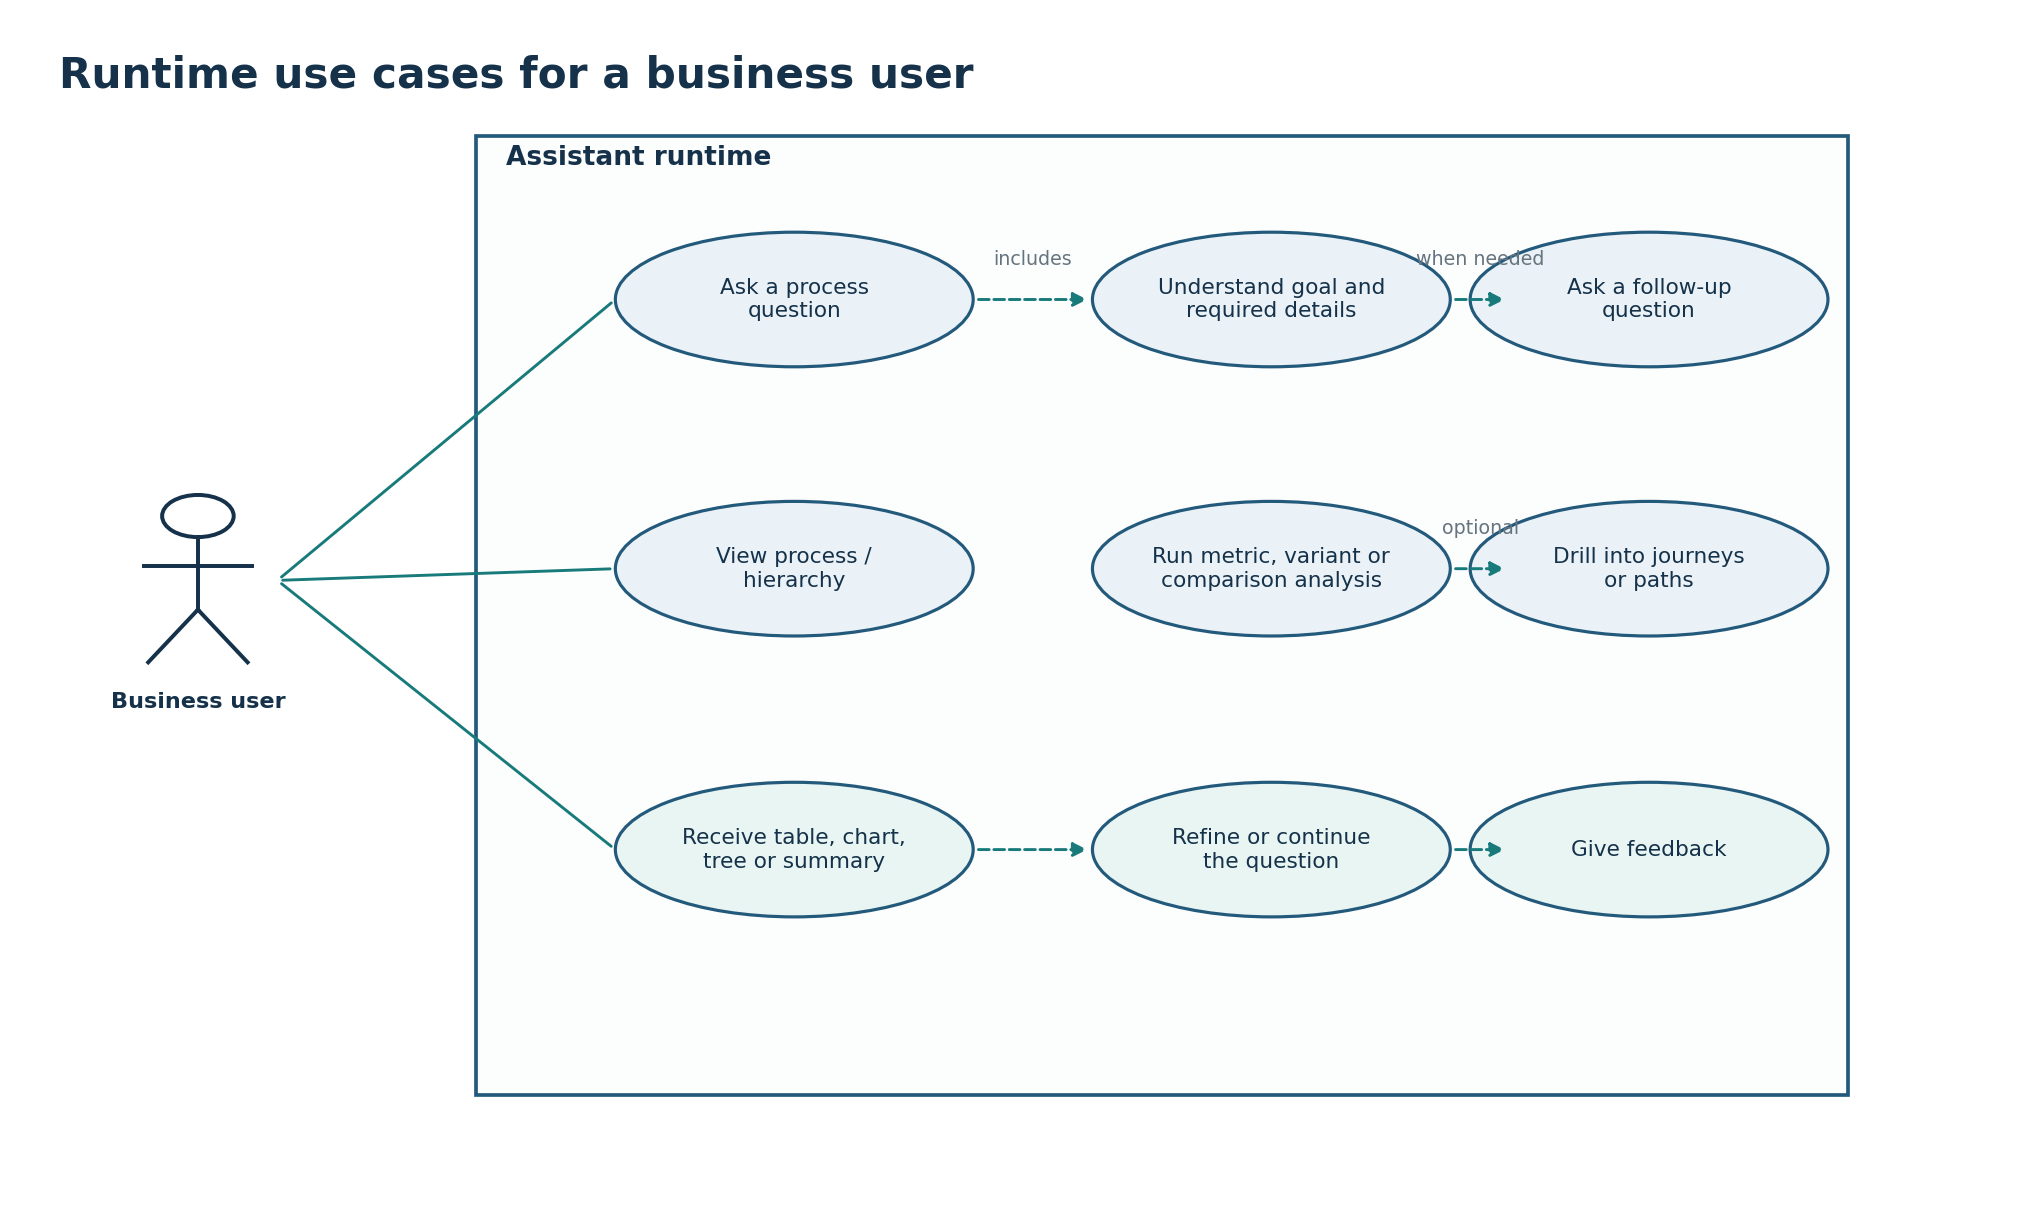 Runtime use cases for a business user
Assistant runtime
includes
when needed
Ask a process
question
Understand goal and
required details
Ask a follow-up
question
optional
View process /
hierarchy
Run metric, variant or
comparison analysis
Drill into journeys
or paths
Business user
Receive table, chart,
tree or summary
Refine or continue
the question
Give feedback